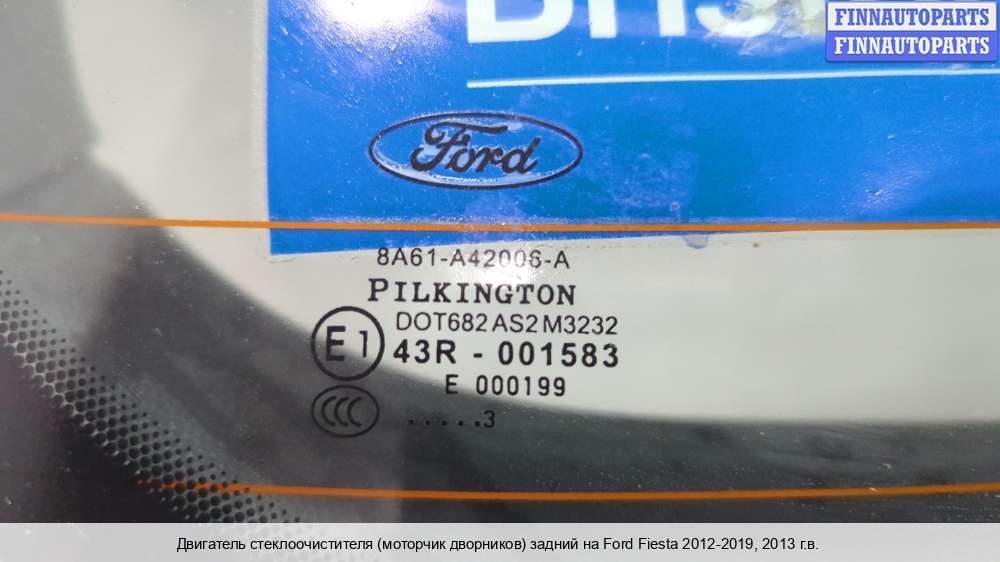 FINNAUTOPARTS
FINNAUTOPARTS
Ford
8A61-A42006-A
PILKINGTON
DOT682 AS2 M3232
E1
43R - 001583
E 000199
CCC
.....3
Двигатель стеклоочистителя (моторчик дворников) задний на Ford Fiesta 2012-2019, 2013 г.в.